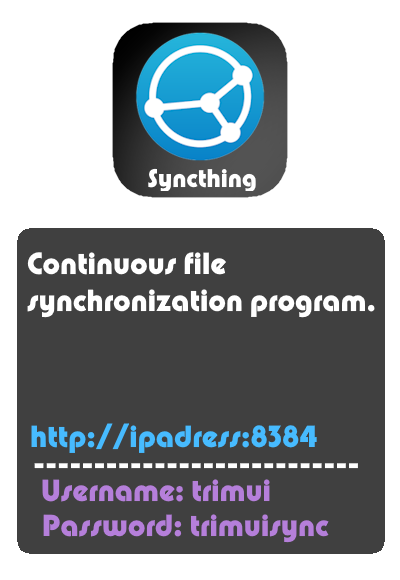 Syncthing
Continuous file
synchronization program.
http://ipadress:8384
--------------------------
Username: trimui
Password: trimuisync